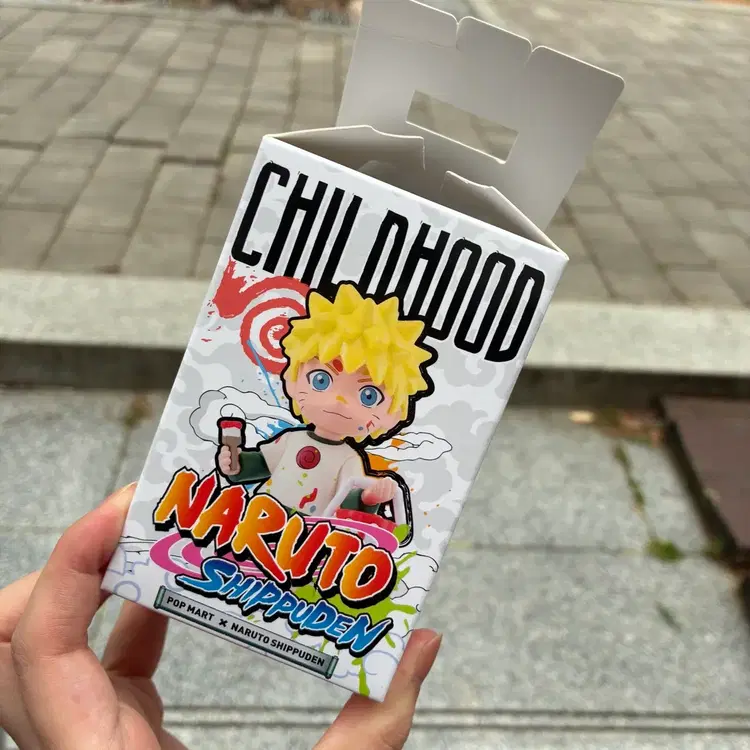 CHILDHOOD
NARUTO
SHIPPUDEN
POP MART × NARUTO SHIPPUDEN